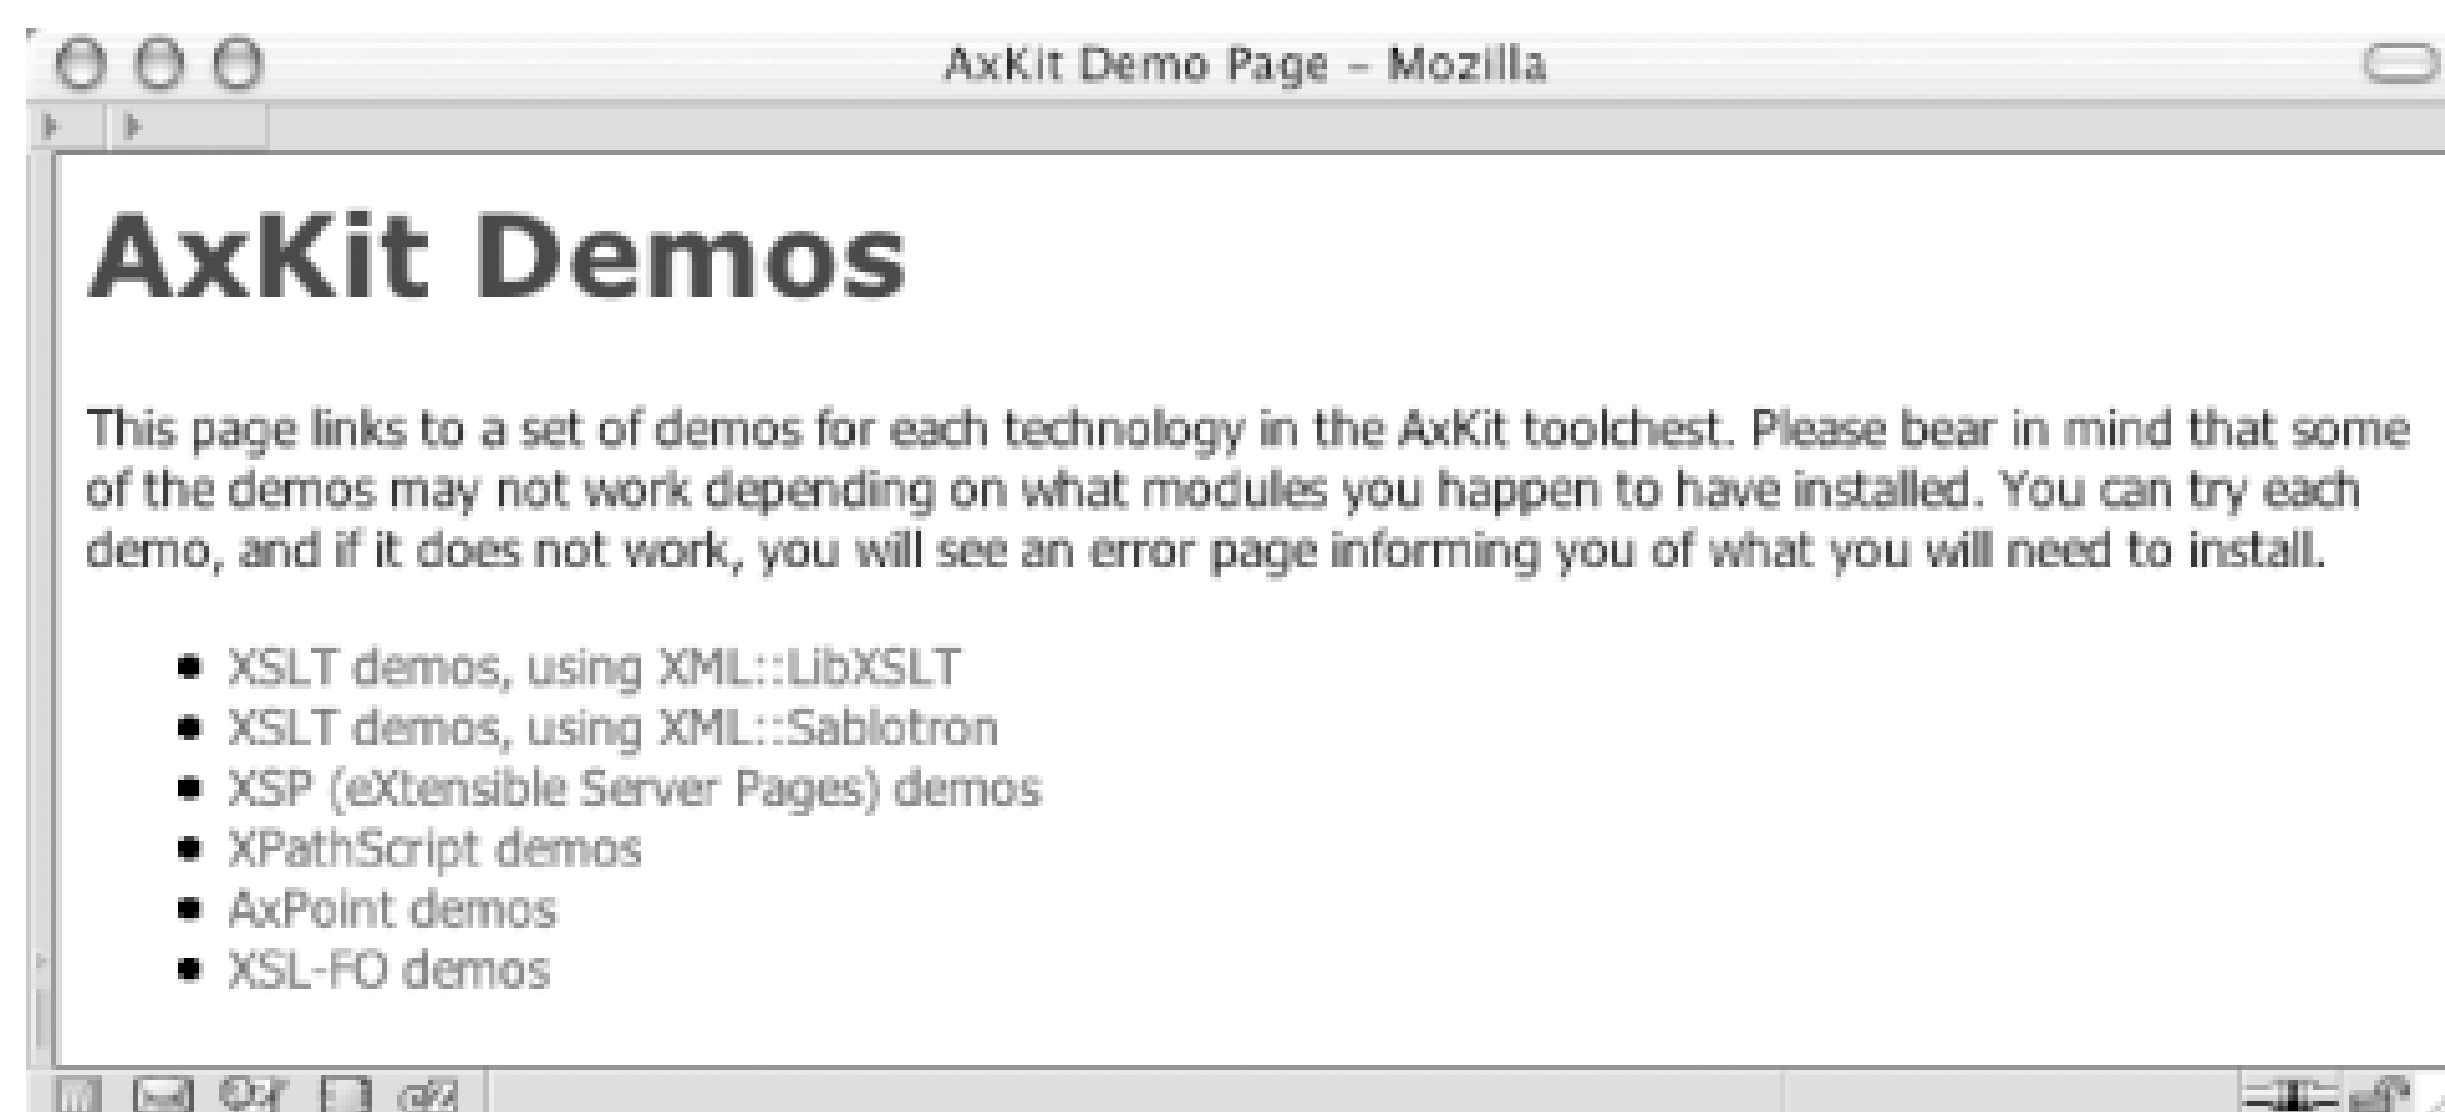 AxKit Demo Page – Mozilla
AxKit Demos
This page links to a set of demos for each technology in the AxKit toolchest. Please bear in mind that some
of the demos may not work depending on what modules you happen to have installed. You can try each
demo, and if it does not work, you will see an error page informing you of what you will need to install.
• XSLT demos, using XML::LibXSLT
• XSLT demos, using XML::Sablotron
• XSP (eXtensible Server Pages) demos
• XPathScript demos
• AxPoint demos
• XSL-FO demos